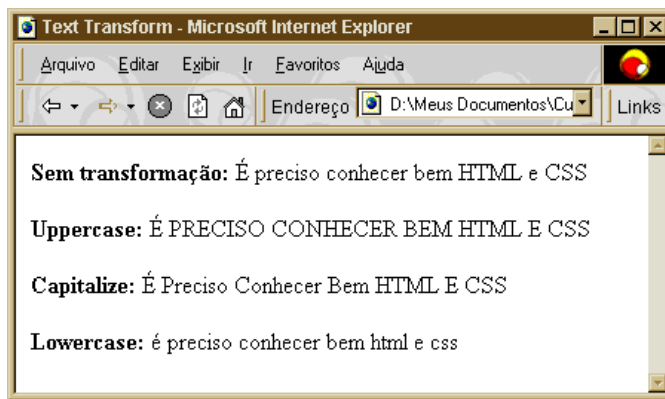 Text Transform - Microsoft Internet Explorer
Arquivo Editar Exibir Ir Favoritos Ajuda
Endereço D:\Meus Documentos\Cu Links
Sem transformação: É preciso conhecer bem HTML e CSS
Uppercase: É PRECISO CONHECER BEM HTML E CSS
Capitalize: É Preciso Conhecer Bem HTML E CSS
Lowercase: é preciso conhecer bem html e css